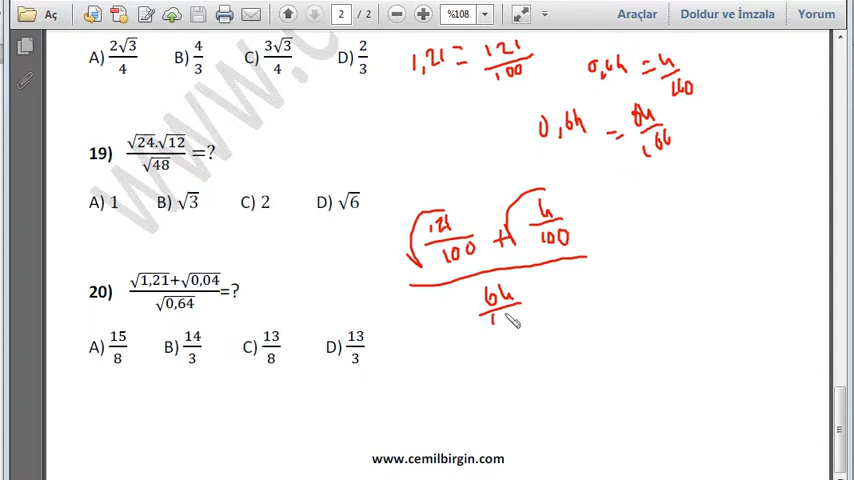 Aç 2 / 2 %108 Araçlar Doldur ve İmzala Yorum
A) 2√3/4 B) 4/3 C) 3√3/4 D) 2/3
1,21 = 121/100 0,04 = 4/100
0,64 = 64/100
19) √24.√12/√48 =?
A) 1 B) √3 C) 2 D) √6
√121/100 + √4/100
64
20) √1,21+√0,04/√0,64 =?
A) 15/8 B) 14/3 C) 13/8 D) 13/3
www.cemilbirgin.com